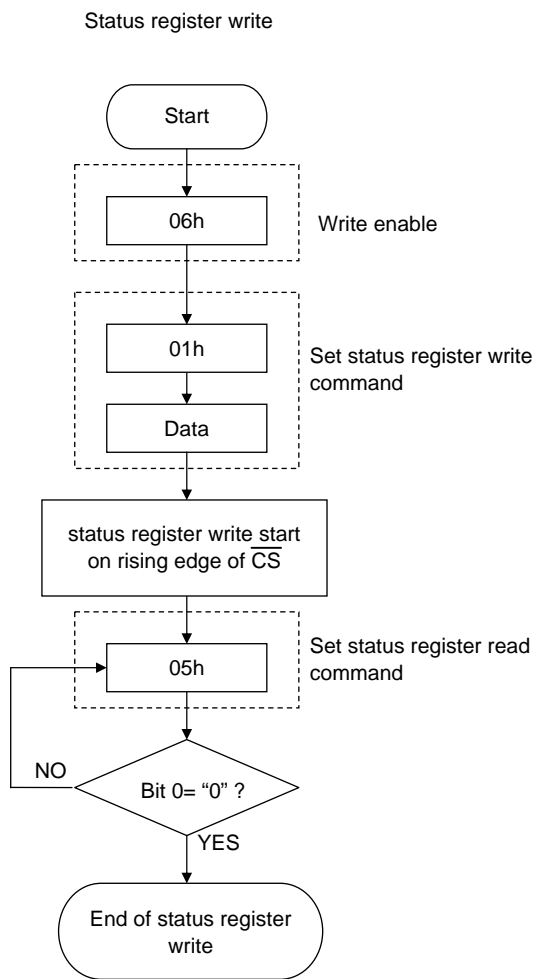 Status register write
Start
06h
Write enable
01h
Set status register write
command
Data
status register write start
on rising edge of C̅S̅
05h
Set status register read
command
NO
Bit 0= “0” ?
YES
End of status register
write